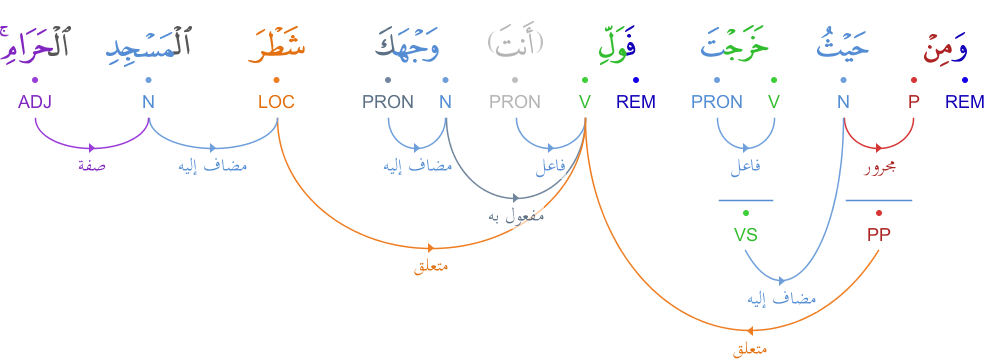 وَمِنْ حَيْثُ خَرَجْتَ فَوَلِّ (أَنتَ) وَجْهَكَ شَطْرَ ٱلْمَسْجِدِ ٱلْحَرَامِ ۚ
REM P N V PRON REM V PRON N PRON LOC N ADJ
مجرور فاعل فاعل مضاف إليه مضاف إليه صفة
مفعول به
PP VS
متعلق
مضاف إليه
متعلق